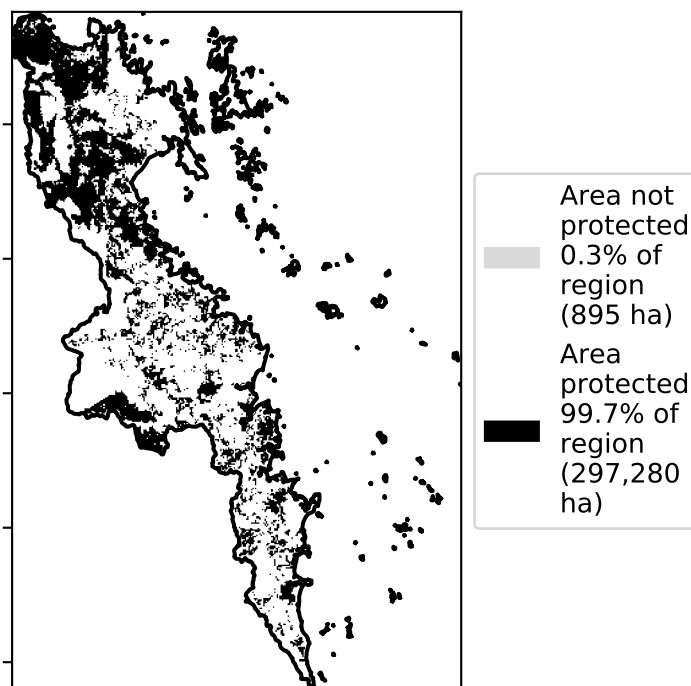 Area not
protected
0.3% of
region
(895 ha)
Area
protected
99.7% of
region
(297,280
ha)